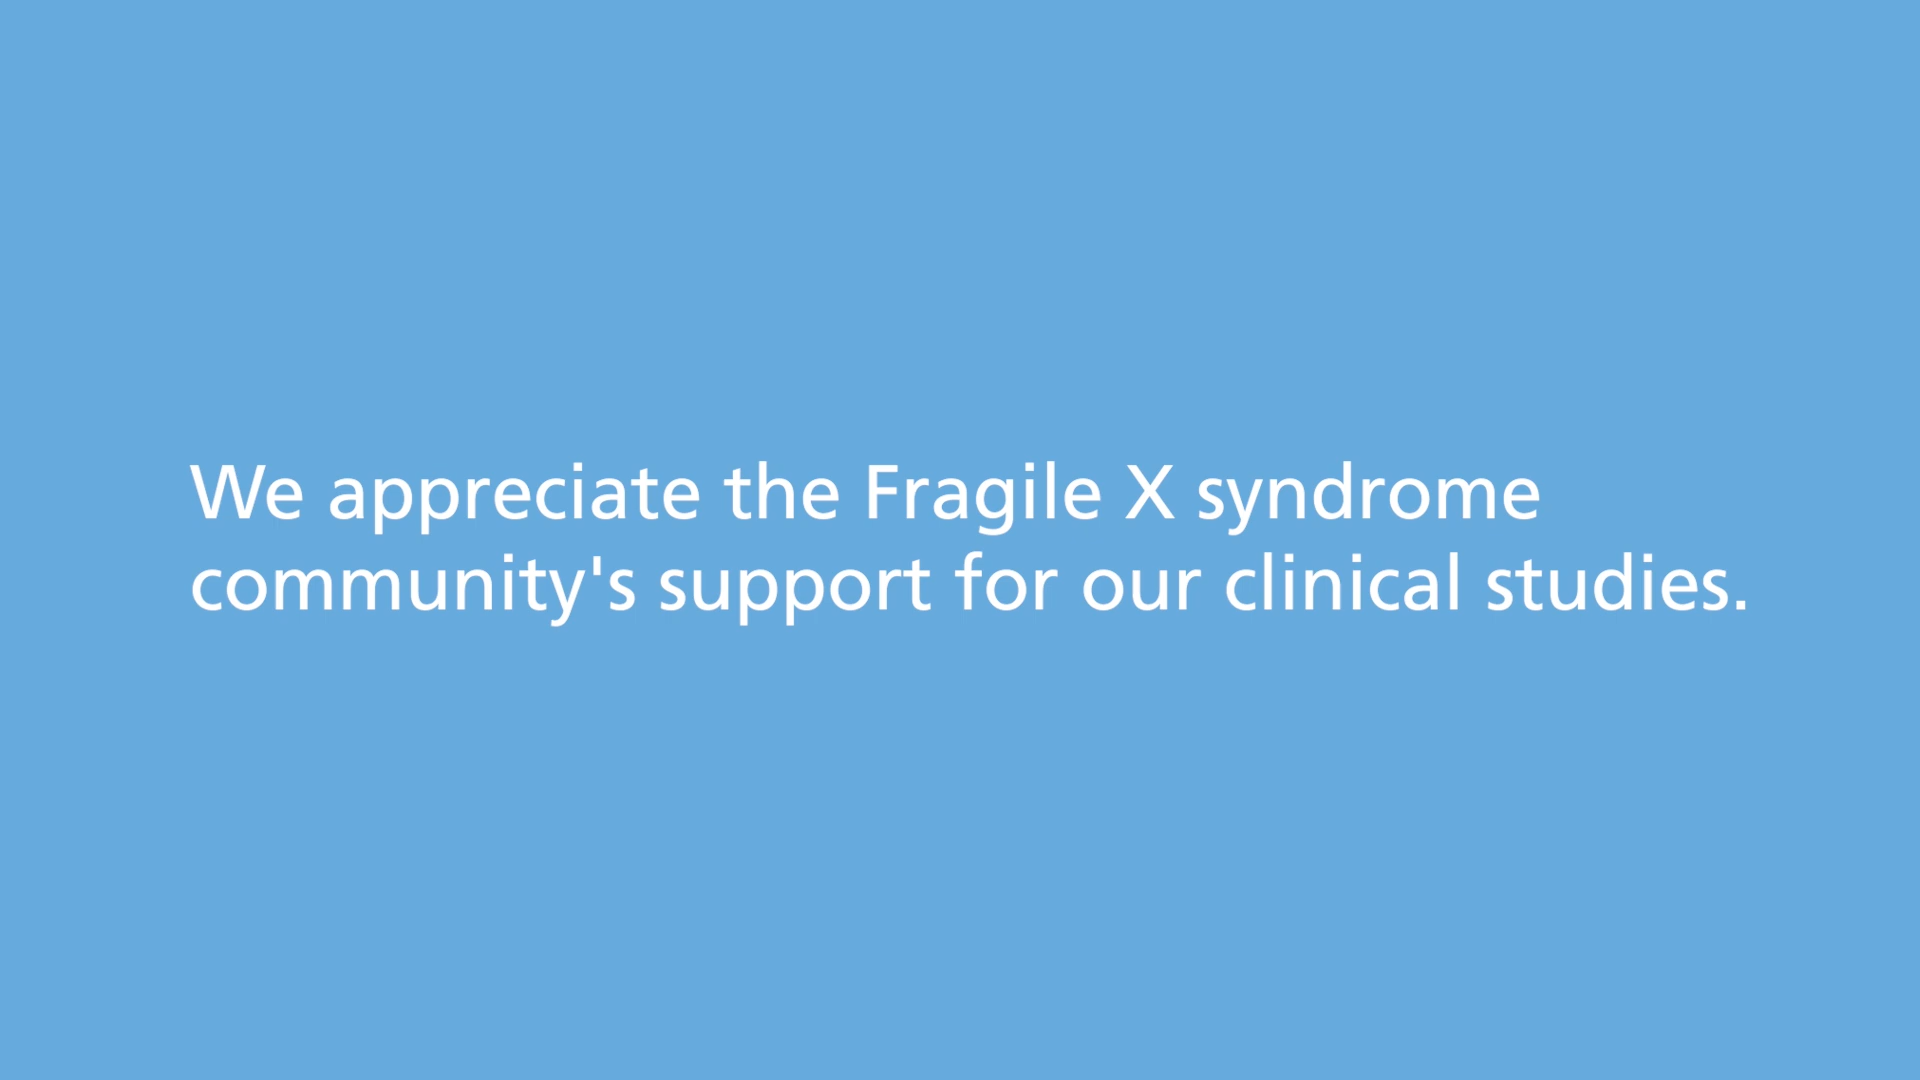 We appreciate the Fragile X syndrome
community's support for our clinical studies.